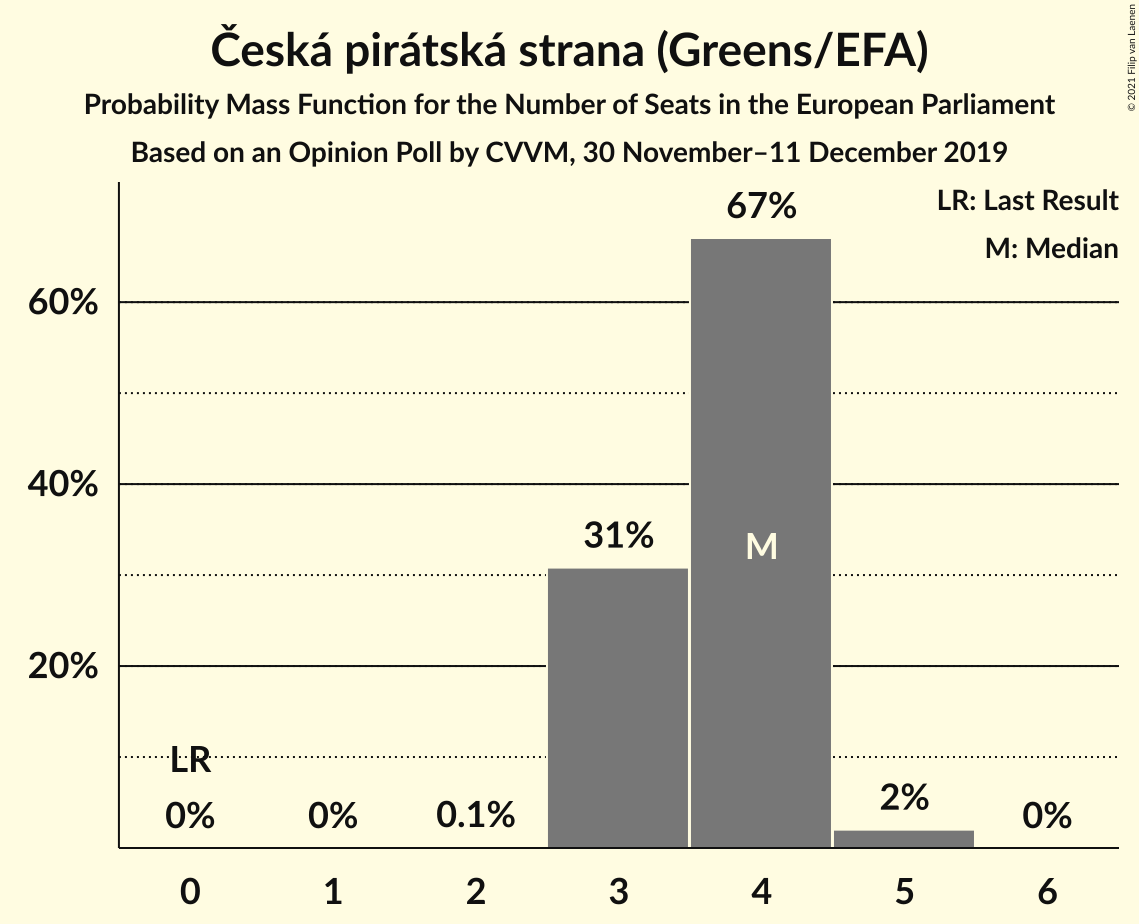 Česká pirátská strana (Greens/EFA)
Probability Mass Function for the Number of Seats in the European Parliament
Based on an Opinion Poll by CVVM, 30 November–11 December 2019
© 2021 Filip van Laenen
LR: Last Result
M: Median
67%
60%
40%
31%
M
20%
LR
0%
0%
0.1%
2%
0%
0
1
2
3
4
5
6